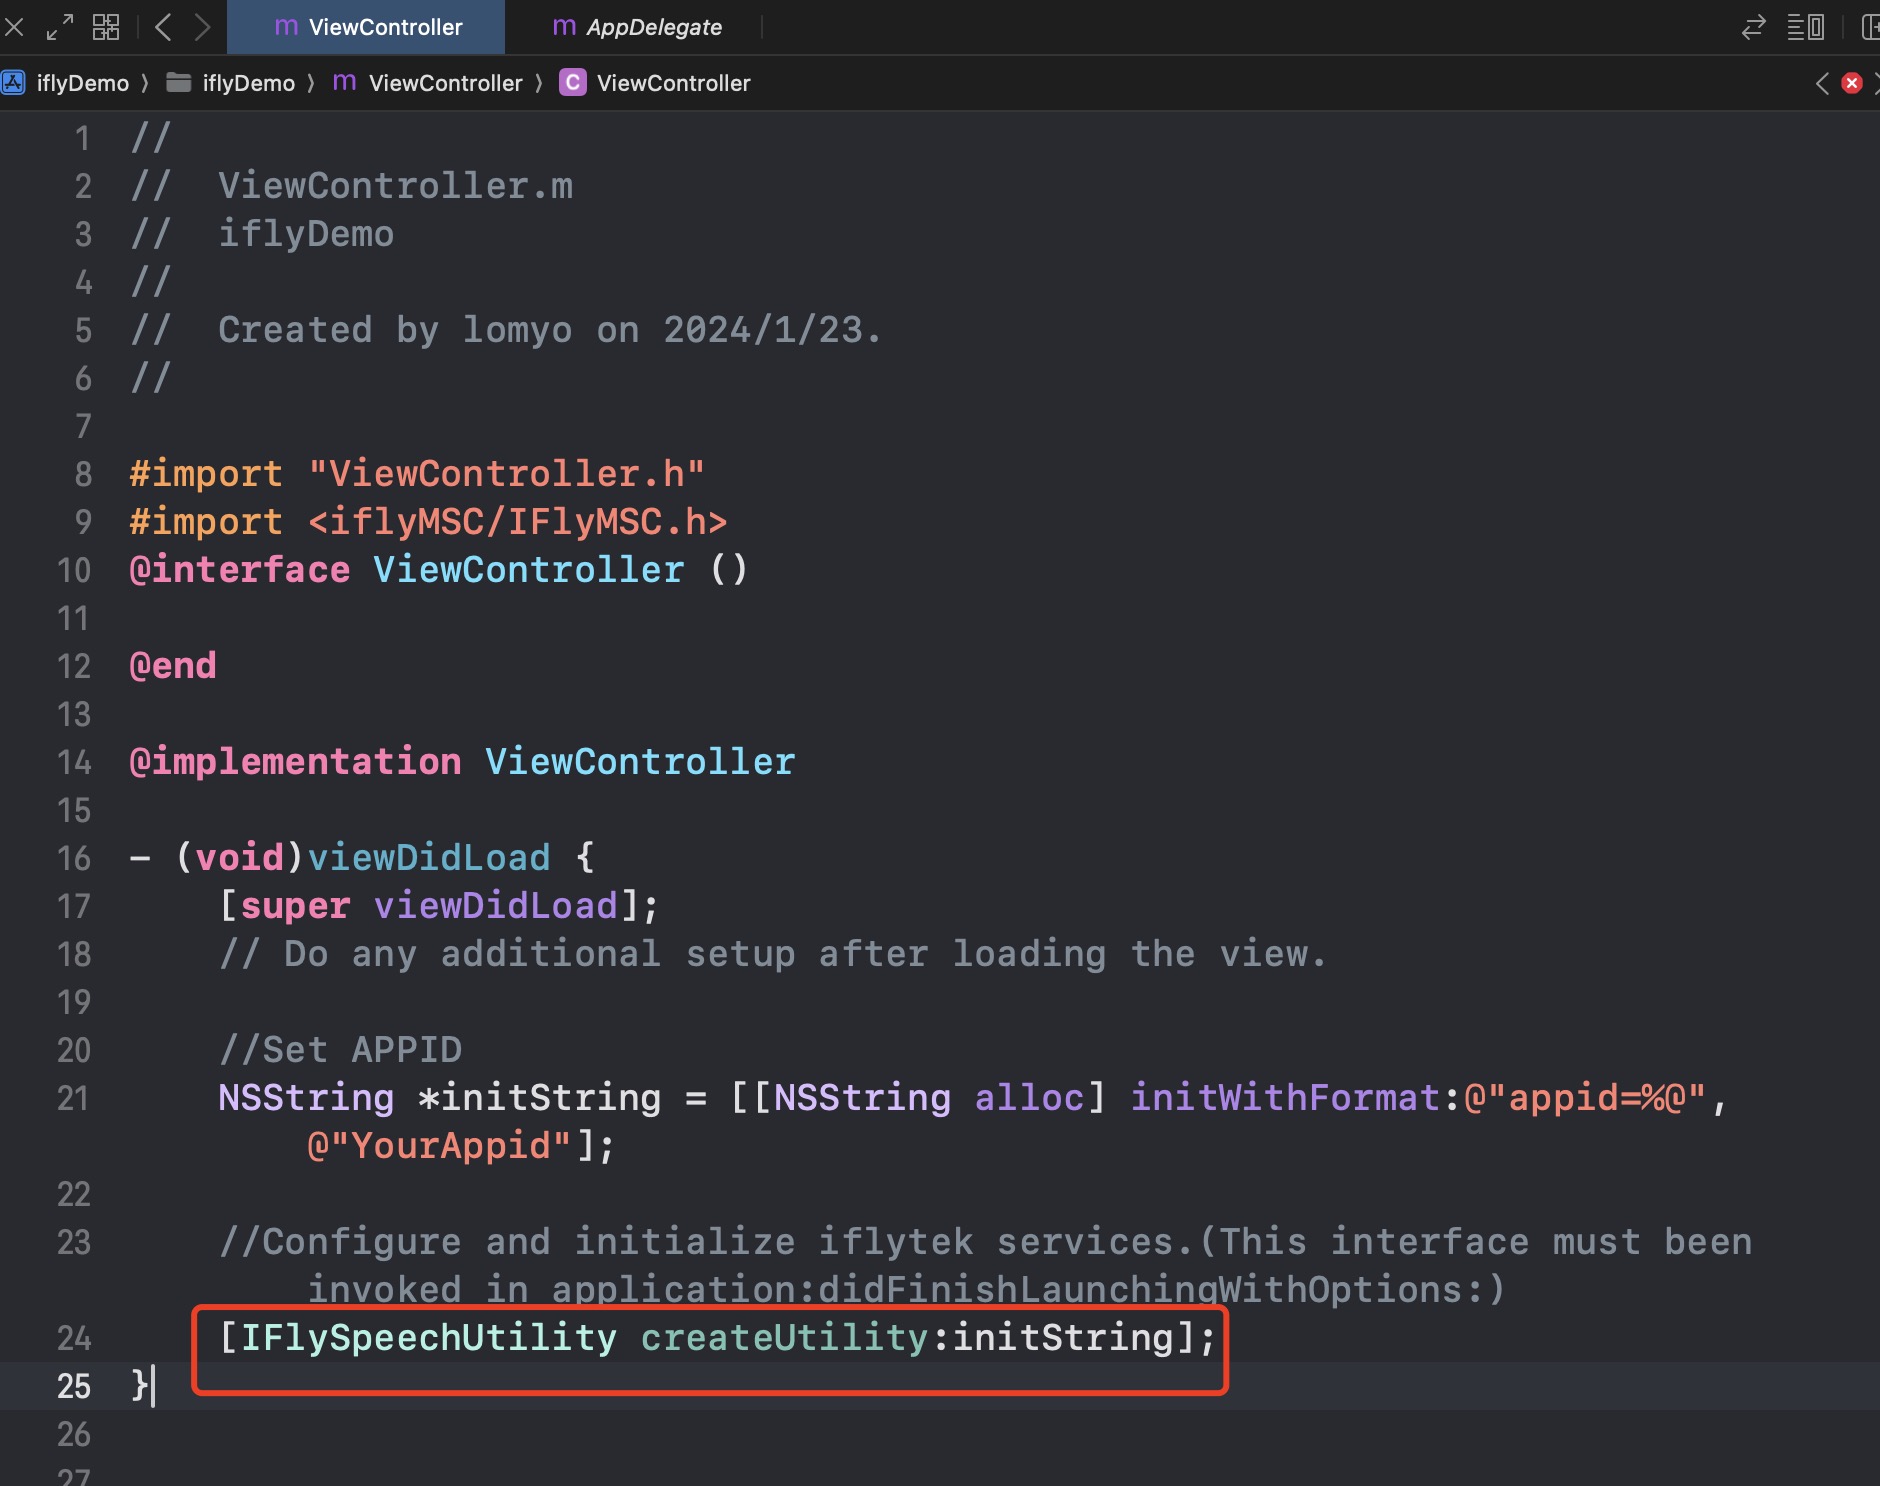 m ViewController m AppDelegate
iflyDemo 〉 iflyDemo 〉 m ViewController 〉 C ViewController
1 //
2 //  ViewController.m
3 //  iflyDemo
4 //
5 //  Created by lomyo on 2024/1/23.
6 //
7
8 #import "ViewController.h"
9 #import <iflyMSC/IFlyMSC.h>
10 @interface ViewController ()
11
12 @end
13
14 @implementation ViewController
15
16 - (void)viewDidLoad {
17     [super viewDidLoad];
18     // Do any additional setup after loading the view.
19
20     //Set APPID
21     NSString *initString = [[NSString alloc] initWithFormat:@"appid=%@",
@"YourAppid"];
22
23     //Configure and initialize iflytek services.(This interface must been
invoked in application:didFinishLaunchingWithOptions:)
24     [IFlySpeechUtility createUtility:initString];
25 }
26
27